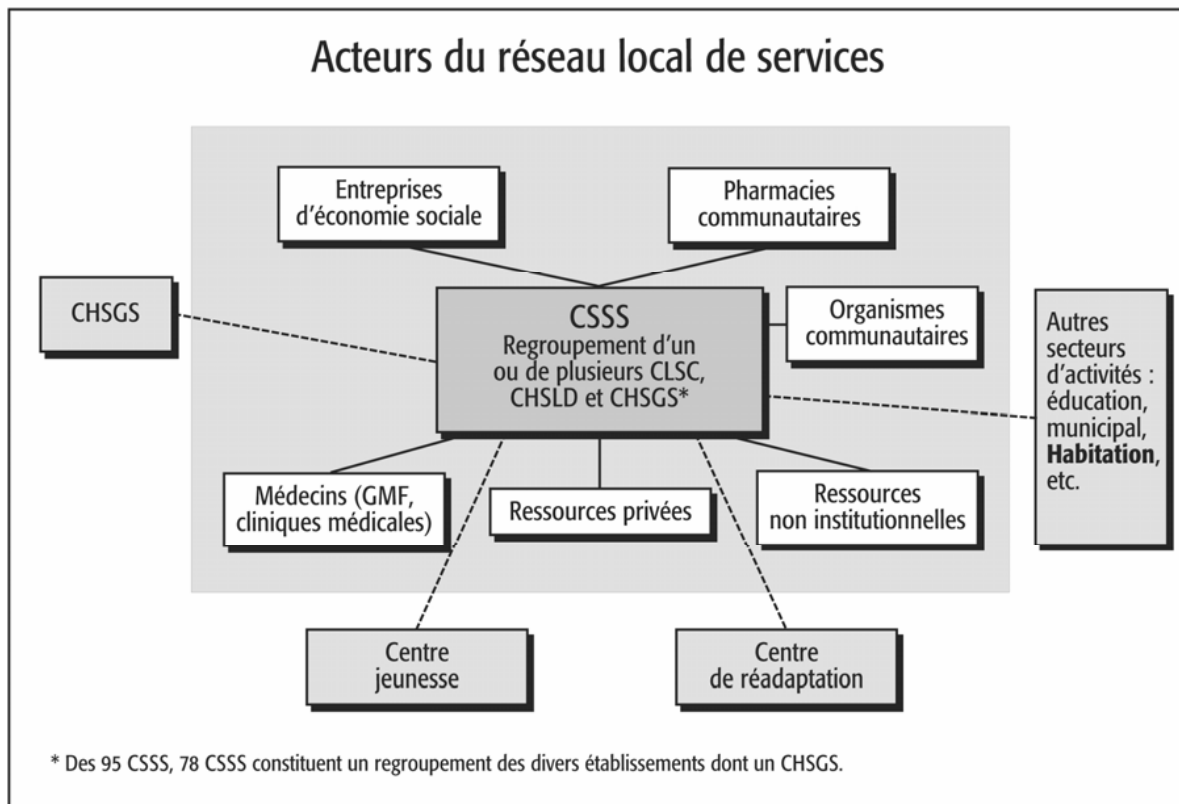 Acteurs du réseau local de services
Entreprises
d'économie sociale
Pharmacies
communautaires
CHSGS
CSSS
Regroupement d'un
ou de plusieurs CLSC,
CHSLD et CHSGS*
Organismes
communautaires
Autres
secteurs
d'activités :
éducation,
municipal,
Habitation,
etc.
Médecins (GMF,
cliniques médicales)
Ressources privées
Ressources
non institutionnelles
Centre
jeunesse
Centre
de réadaptation
* Des 95 CSSS, 78 CSSS constituent un regroupement des divers établissements dont un CHSGS.